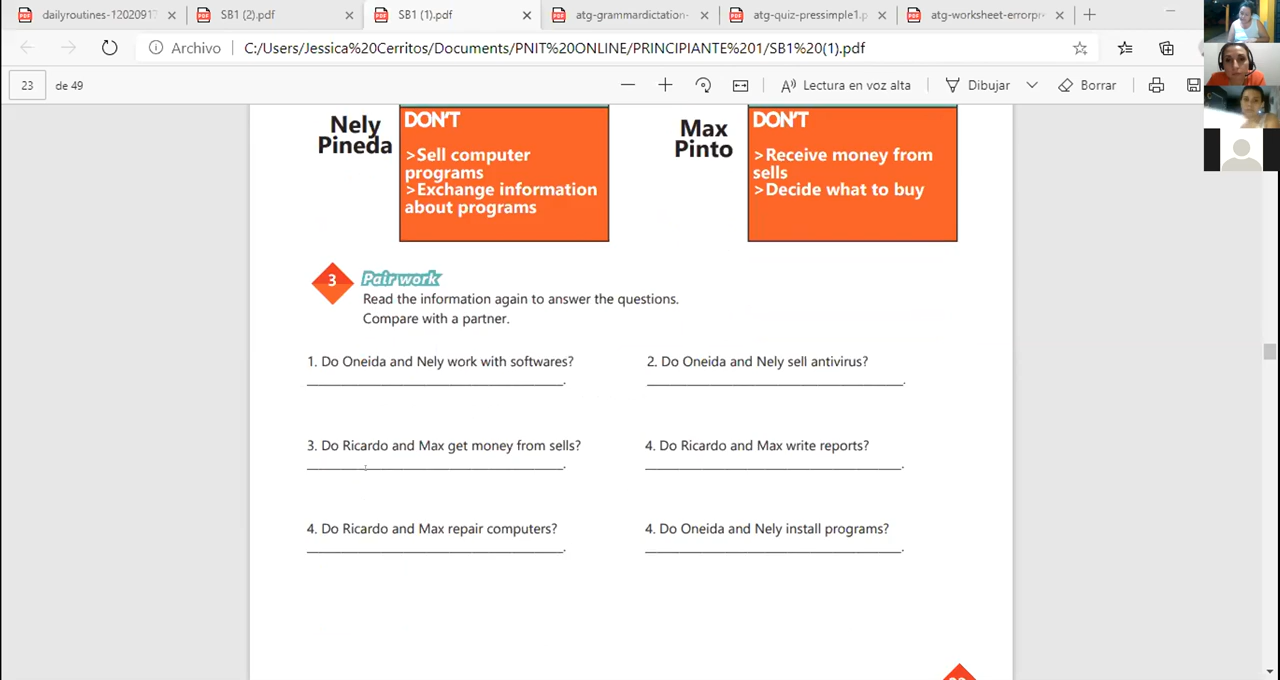 dailyroutines-12020917
SB1 (2).pdf
SB1 (1).pdf
atg-grammardictation-
atg-quiz-pressimple1.p
atg-worksheet-errorpr
Archivo
C:/Users/Jessica%20Cerritos/Documents/PNIT%20ONLINE/PRINCIPIANTE%201/SB1%20(1).pdf
23 de 49
Lectura en voz alta
Dibujar
Borrar
Nely
Pineda
DON'T
>Sell computer
programs
>Exchange information
about programs
Max
Pinto
DON'T
>Receive money from
sells
>Decide what to buy
3
Pair work
Read the information again to answer the questions.
Compare with a partner.
1. Do Oneida and Nely work with softwares?
2. Do Oneida and Nely sell antivirus?
3. Do Ricardo and Max get money from sells?
4. Do Ricardo and Max write reports?
4. Do Ricardo and Max repair computers?
4. Do Oneida and Nely install programs?